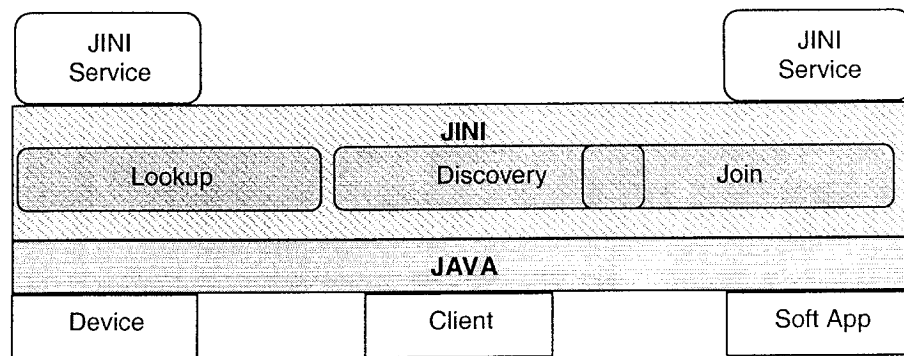 JINI
Service
JINI
Service
JINI
Lookup
Discovery
Join
JAVA
Device
Client
Soft App